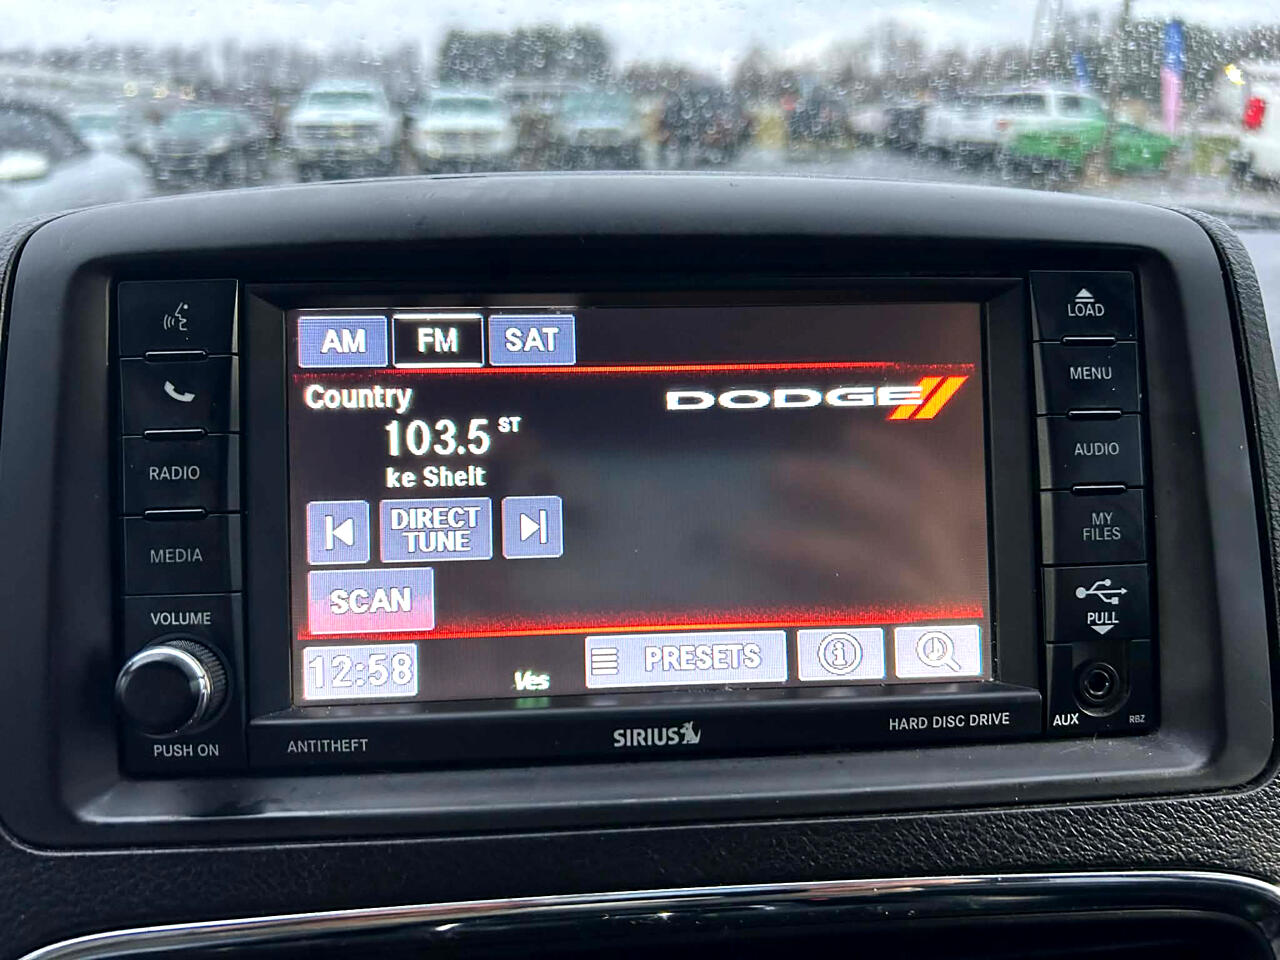 AM
FM
SAT
Country
DODGE
103.5 ST
ke Shelt
DIRECT
TUNE
SCAN
12:58
Ves
PRESETS
RADIO
MEDIA
VOLUME
PUSH ON
LOAD
MENU
AUDIO
MY
FILES
PULL
AUX
RBZ
ANTITHEFT
SIRIUS
HARD DISC DRIVE